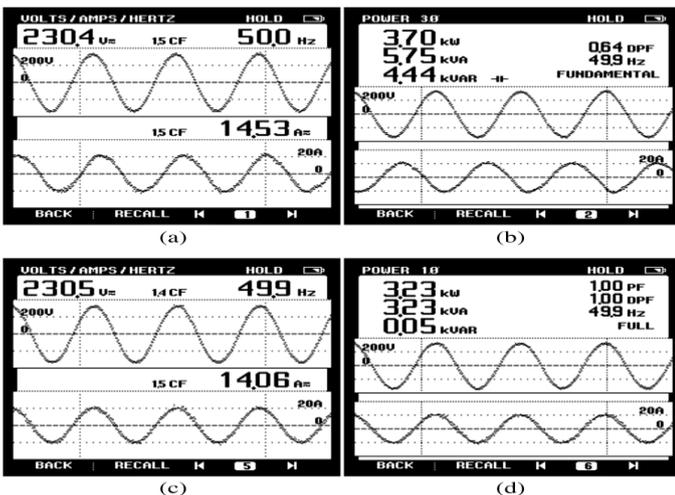 VOLTS/AMPS/HERTZ HOLD
230.4 V≂ 1.5 CF 50.0 Hz
200V
0
1.5 CF 14.53 A≂
20A
0
BACK RECALL 1
(a)
POWER 3Ø HOLD
3.70 kW
5.75 kVA
4.44 kVAR
0.64 DPF
49.9 Hz
FUNDAMENTAL
200V
0
20A
0
BACK RECALL 2
(b)
VOLTS/AMPS/HERTZ HOLD
230.5 V≂ 1.4 CF 49.9 Hz
200V
0
1.5 CF 14.06 A≂
20A
0
BACK RECALL 5
(c)
POWER 1Ø HOLD
3.23 kW
3.23 kVA
0.05 kVAR
1.00 PF
1.00 DPF
49.9 Hz
FULL
200V
0
20A
0
BACK RECALL 6
(d)